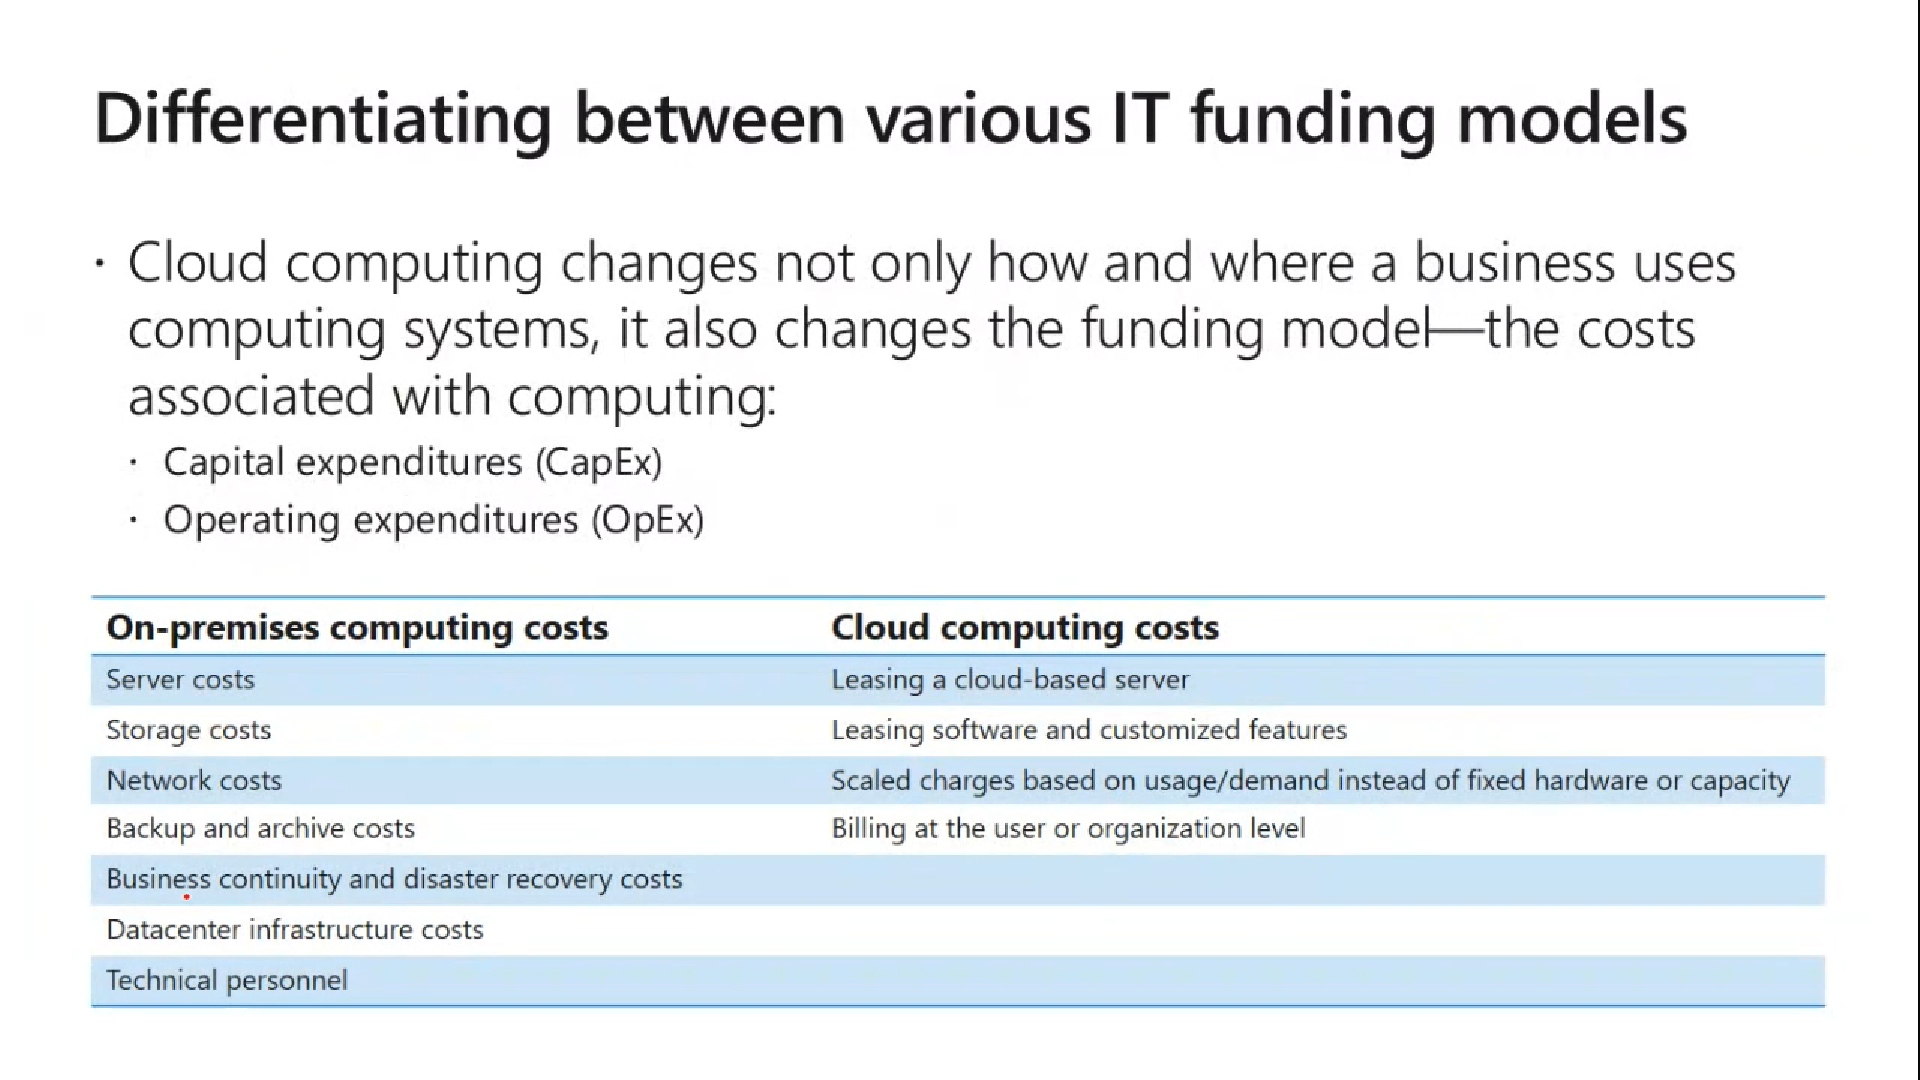 Differentiating between various IT funding models
· Cloud computing changes not only how and where a business uses
computing systems, it also changes the funding model—the costs
associated with computing:
· Capital expenditures (CapEx)
· Operating expenditures (OpEx)
On-premises computing costs Cloud computing costs
Server costs Leasing a cloud-based server
Storage costs Leasing software and customized features
Network costs Scaled charges based on usage/demand instead of fixed hardware or capacity
Backup and archive costs Billing at the user or organization level
Business continuity and disaster recovery costs
Datacenter infrastructure costs
Technical personnel